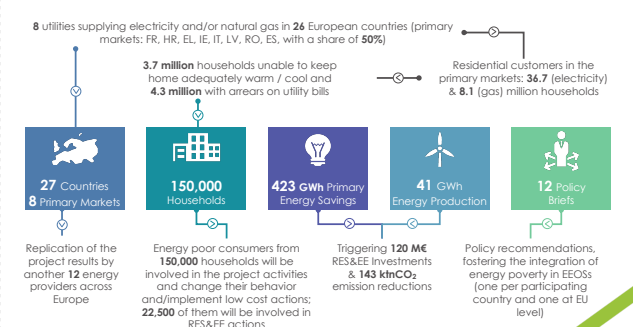 8 utilities supplying electricity and/or natural gas in 26 European countries (primary
markets: FR, HR, EL, IE, IT, LV, RO, ES, with a share of 50%)
3.7 million households unable to keep
home adequately warm / cool and
4.3 million with arrears on utility bills
Residential customers in the
primary markets: 36.7 (electricity)
& 8.1 (gas) million households
27 Countries
8 Primary Markets
150,000
Households
423 GWh Primary
Energy Savings
41 GWh
Energy Production
12 Policy
Briefs
Replication of the
project results by
another 12 energy
providers across
Europe
Energy poor consumers from
150,000 households will be
involved in the project activities
and change their behavior
and/implement low cost actions;
22,500 of them will be involved in
RES&EE actions
Triggering 120 M€
RES&EE Investments
& 143 ktnCO₂
emission reductions
Policy recommendations,
fostering the integration of
energy poverty in EEOSs
(one per participating
country and one at EU
level)